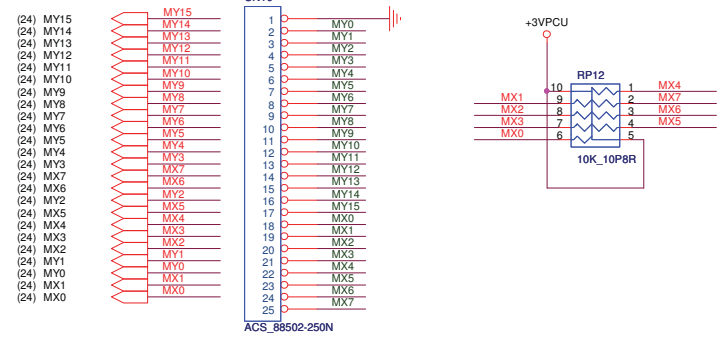 (24) MY15 MY15
(24) MY14 MY14
(24) MY13 MY13
(24) MY12 MY12
(24) MY11 MY11
(24) MY10 MY10
(24) MY9 MY9
(24) MY8 MY8
(24) MY7 MY7
(24) MY6 MY6
(24) MY5 MY5
(24) MY4 MY4
(24) MY3 MY3
(24) MX7 MX7
(24) MX6 MX6
(24) MY2 MY2
(24) MX5 MX5
(24) MX4 MX4
(24) MX3 MX3
(24) MX2 MX2
(24) MY1 MY1
(24) MY0 MY0
(24) MX1 MX1
(24) MX0 MX0
1
2 MY0
3 MY1
4 MY2
5 MY3
6 MY4
7 MY5
8 MY6
9 MY7
10 MY8
11 MY9
12 MY10
13 MY11
14 MY12
15 MY13
16 MY14
17 MY15
18 MX0
19 MX1
20 MX2
21 MX3
22 MX4
23 MX5
24 MX6
25 MX7
ACS_88502-250N
+3VPCU
RP12
10 1 MX4
MX1 9 2 MX7
MX2 8 3 MX6
MX3 7 4 MX5
MX0 6 5
10K_10P8R